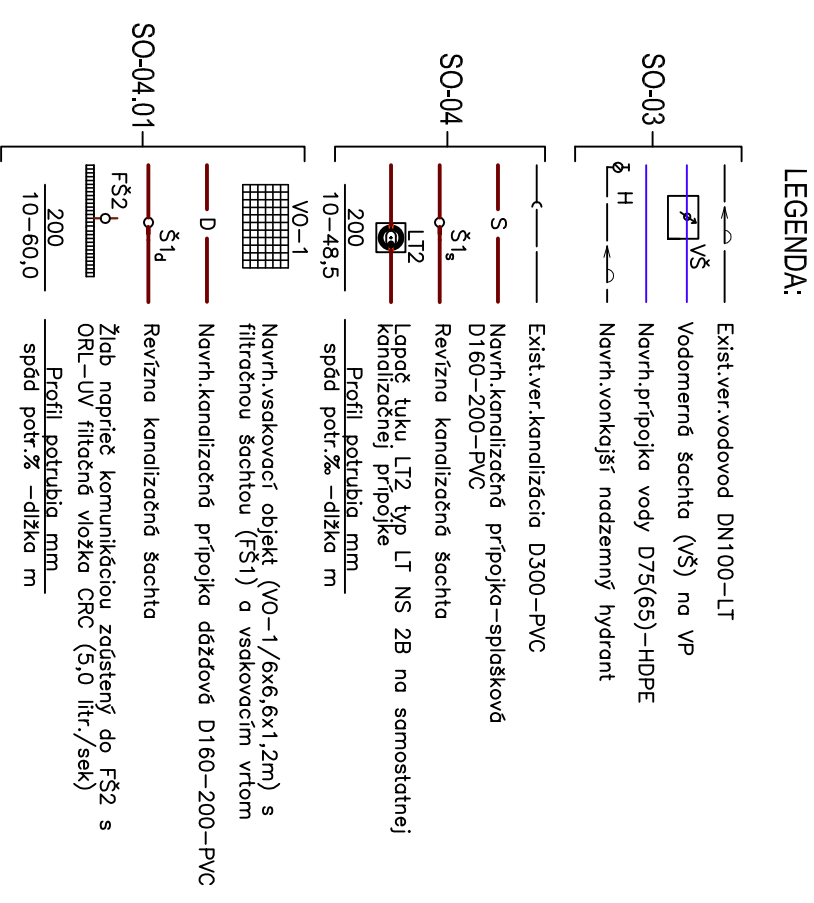 LEGENDA:
SO-03
Exist.ver.vodovod DN100-LT
VŠ
Vodomerná šachta (VŠ) na VP
Navrh.prípojka vody D75(65)-HDPE
H
Navrh.vonkajší nadzemný hydrant
SO-04
Exist.ver.kanalizácia D300-PVC
S
Navrh.kanalizačná prípojka-splašková
D160-200-PVC
Š1s
Revízna kanalizačná šachta
LT2
Lapač tuku LT2 typ LT NS 2B na samostatnej
kanalizačnej prípojke
200
10-48,5
Profil potrubia mm
spád potr.‰ -dlžka m
SO-04.01
VO-1
Navrh.vsakovací objekt (VO-1/6x6,6x1,2m) s
filtračnou šachtou (FŠ1) a vsakovacím vrtom
D
Navrh.kanalizačná prípojka dážďová D160-200-PVC
Š1d
Revízna kanalizačná šachta
FŠ2
Žlab naprieč komunikáciou zaústený do FŠ2 s
ORL-UV filtačná vložka CRC (5,0 litr./sek)
200
10-60,0
Profil potrubia mm
spád potr.% -dlžka m